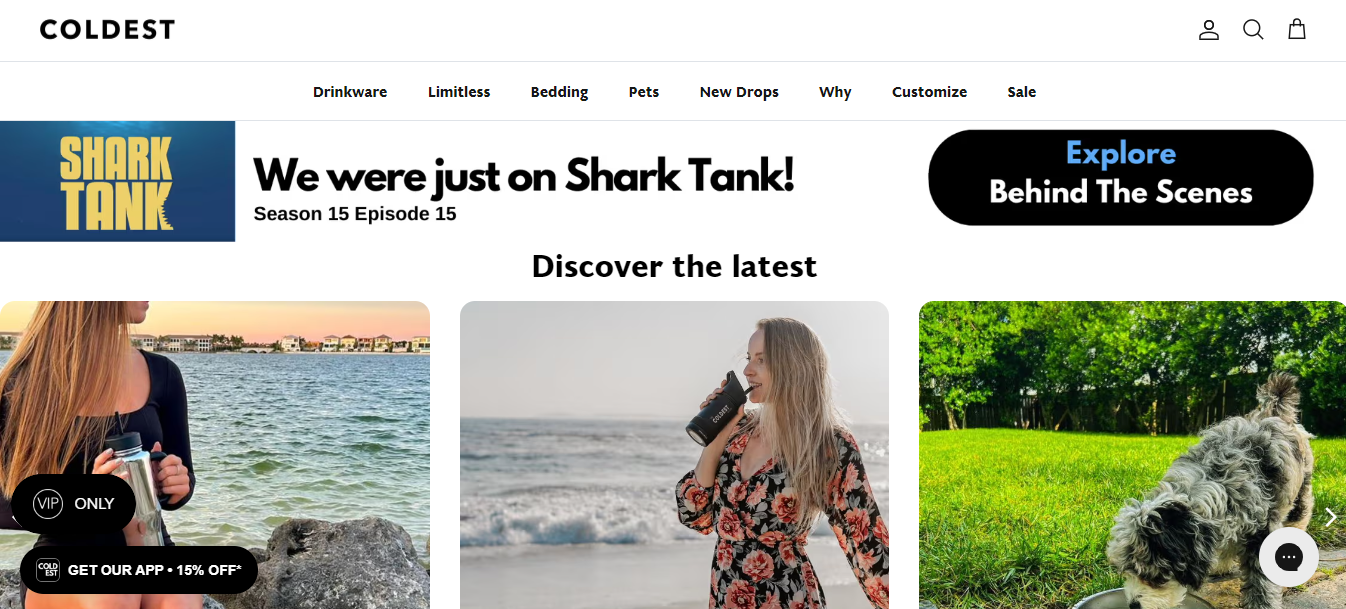 COLDEST
Drinkware Limitless Bedding Pets New Drops Why Customize Sale
SHARK
TANK
We were just on Shark Tank!
Season 15 Episode 15
Explore
Behind The Scenes
Discover the latest
COLDEST
VIP ONLY
COLD
EST
GET OUR APP • 15% OFF*